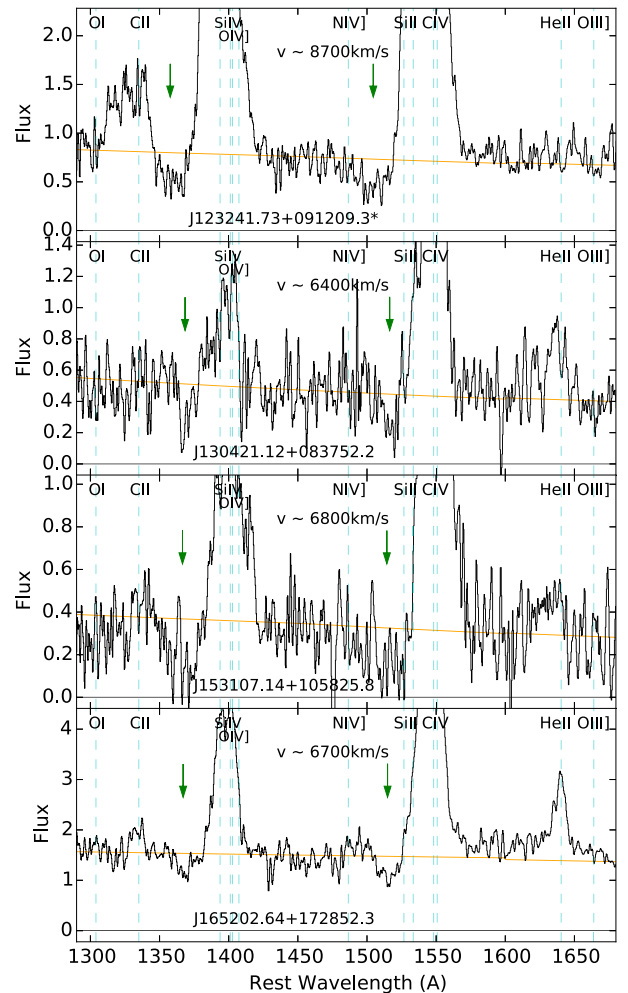 OI CII SiIV NIV] SiII CIV HeII OIII]
OIV]
v ~ 8700km/s
2.0
1.5
1.0
0.5
0.0
Flux
J123241.73+091209.3*
OI CII SiIV NIV] SiII CIV HeII OIII]
OIV]
v ~ 6400km/s
1.4
1.2
1.0
0.8
0.6
0.4
0.2
0.0
Flux
J130421.12+083752.2
OI CII SiIV NIV] SiII CIV HeII OIII]
OIV]
v ~ 6800km/s
1.0
0.8
0.6
0.4
0.2
0.0
Flux
J153107.14+105825.8
OI CII SiIV NIV] SiII CIV HeII OIII]
OIV]
v ~ 6700km/s
4
3
2
1
0
Flux
J165202.64+172852.3
1300 1350 1400 1450 1500 1550 1600 1650
Rest Wavelength (A)